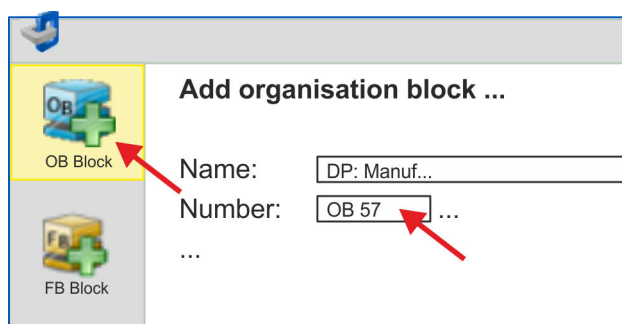 Add organisation block ...
OB
OB Block
Name: DP: Manuf...
Number: OB 57 ...
...
FB
FB Block